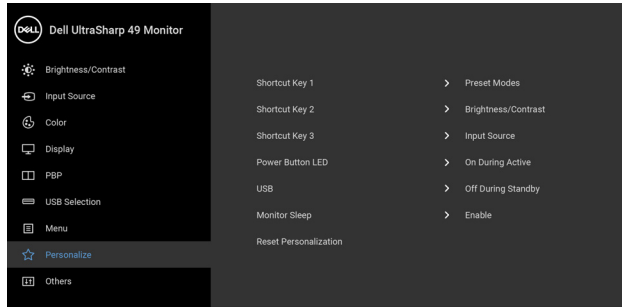 DELL Dell UltraSharp 49 Monitor
Brightness/Contrast
Input Source
Color
Display
PBP
USB Selection
Menu
Personalize
Others
Shortcut Key 1 > Preset Modes
Shortcut Key 2 > Brightness/Contrast
Shortcut Key 3 > Input Source
Power Button LED > On During Active
USB > Off During Standby
Monitor Sleep > Enable
Reset Personalization